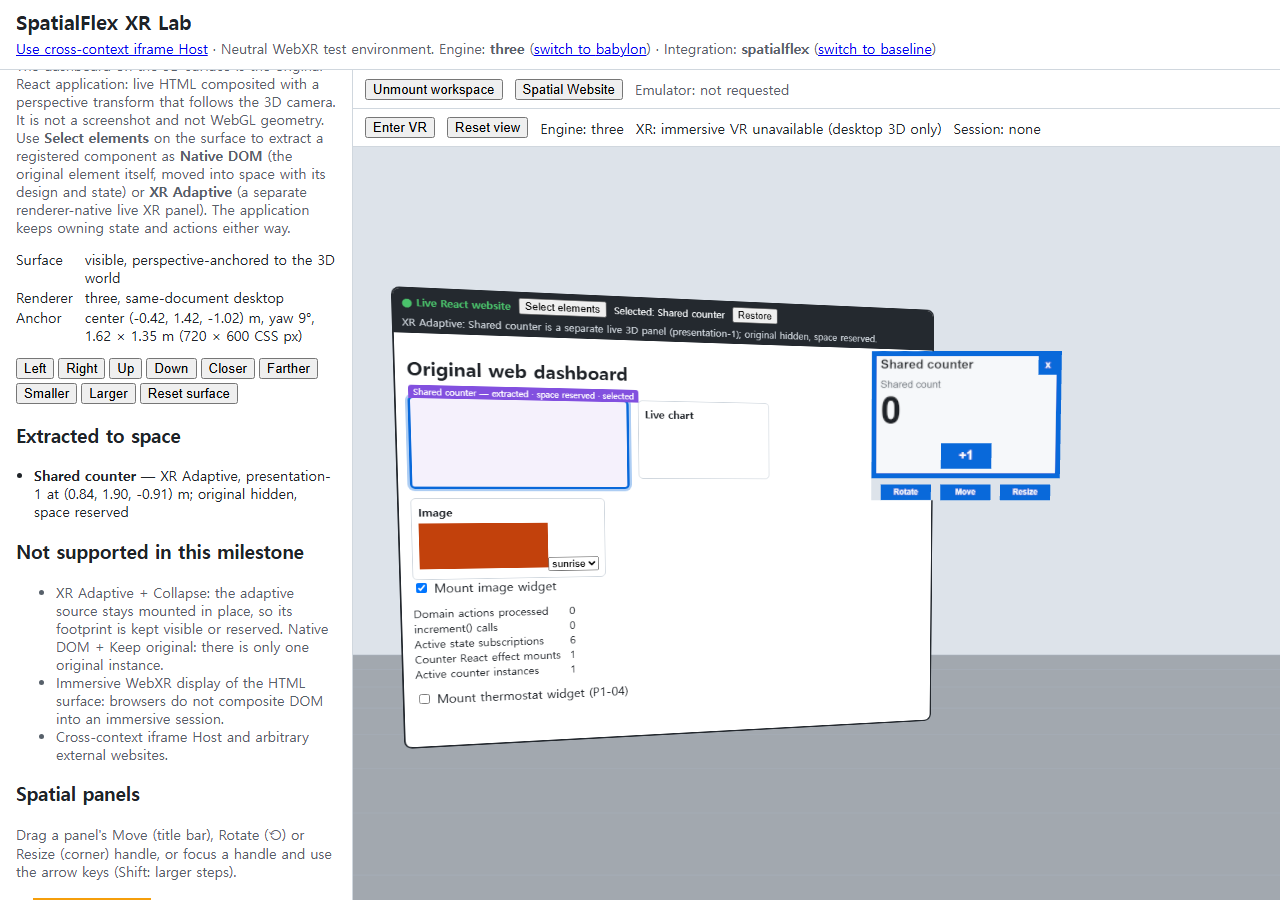 SpatialFlex XR Lab
Use cross-context iframe Host · Neutral WebXR test environment. Engine: three (switch to babylon) · Integration: spatialflex (switch to baseline)
The dashboard on the 3D surface is the original
React application: live HTML composited with a
perspective transform that follows the 3D camera.
It is not a screenshot and not WebGL geometry.
Use Select elements on the surface to extract a
registered component as Native DOM (the
original element itself, moved into space with its
design and state) or XR Adaptive (a separate
renderer-native live XR panel). The application
keeps owning state and actions either way.
Surface visible, perspective-anchored to the 3D
world
Renderer three, same-document desktop
Anchor center (-0.42, 1.42, -1.02) m, yaw 9°,
1.62 × 1.35 m (720 × 600 CSS px)
Left Right Up Down Closer Farther
Smaller Larger Reset surface
Extracted to space
• Shared counter — XR Adaptive, presentation-
1 at (0.84, 1.90, -0.91) m; original hidden,
space reserved
Not supported in this milestone
• XR Adaptive + Collapse: the adaptive
source stays mounted in place, so its
footprint is kept visible or reserved. Native
DOM + Keep original: there is only one
original instance.
• Immersive WebXR display of the HTML
surface: browsers do not composite DOM
into an immersive session.
• Cross-context iframe Host and arbitrary
external websites.
Spatial panels
Drag a panel's Move (title bar), Rotate (⟲) or
Resize (corner) handle, or focus a handle and use
the arrow keys (Shift: larger steps).
Unmount workspace Spatial Website Emulator: not requested
Enter VR Reset view Engine: three XR: immersive VR unavailable (desktop 3D only) Session: none
Live React website Select elements Selected: Shared counter Restore
XR Adaptive: Shared counter is a separate live 3D panel (presentation-1); original hidden, space reserved.
Original web dashboard
Shared counter — extracted · space reserved · selected
Live chart
Image
sunrise
Mount image widget
Domain actions processed 0
increment() calls 0
Active state subscriptions 6
Counter React effect mounts 1
Active counter instances 1
Mount thermostat widget (P1-04)
Shared counter x
Shared count
0
+1
Rotate Move Resize